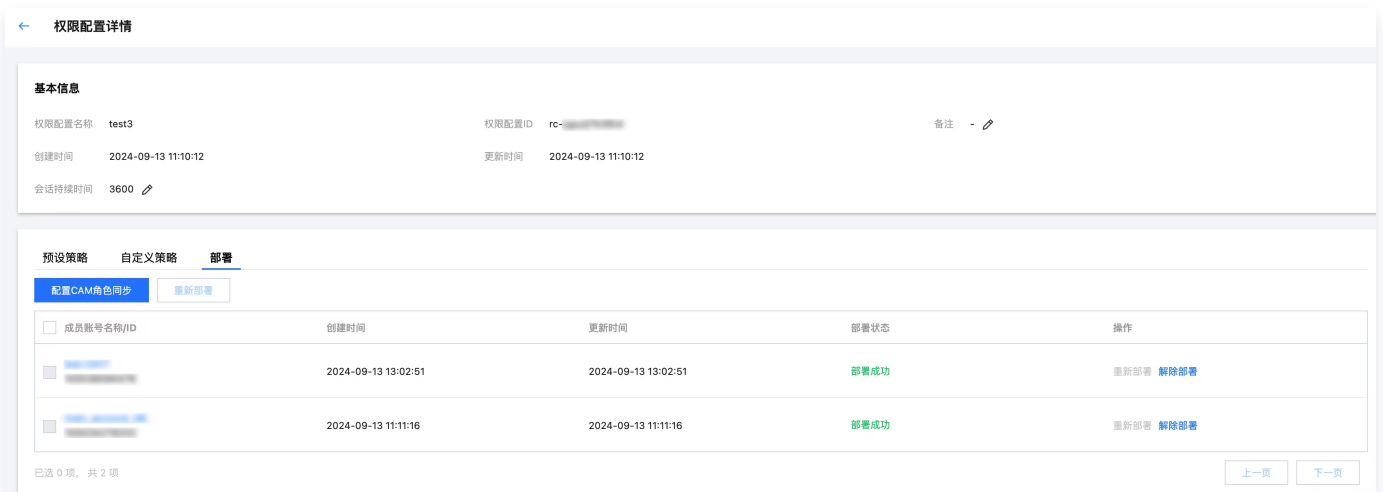 权限配置详情
基本信息
权限配置名称 test3 权限配置ID rc- 备注 -
创建时间 2024-09-13 11:10:12 更新时间 2024-09-13 11:10:12
会话持续时间 3600
预设策略 自定义策略 部署
配置CAM角色同步 重新部署
成员账号名称/ID 创建时间 更新时间 部署状态 操作
2024-09-13 13:02:51 2024-09-13 13:02:51 部署成功 重新部署 解除部署
2024-09-13 11:11:16 2024-09-13 11:11:16 部署成功 重新部署 解除部署
已选 0 项, 共 2 项 上一页 下一页